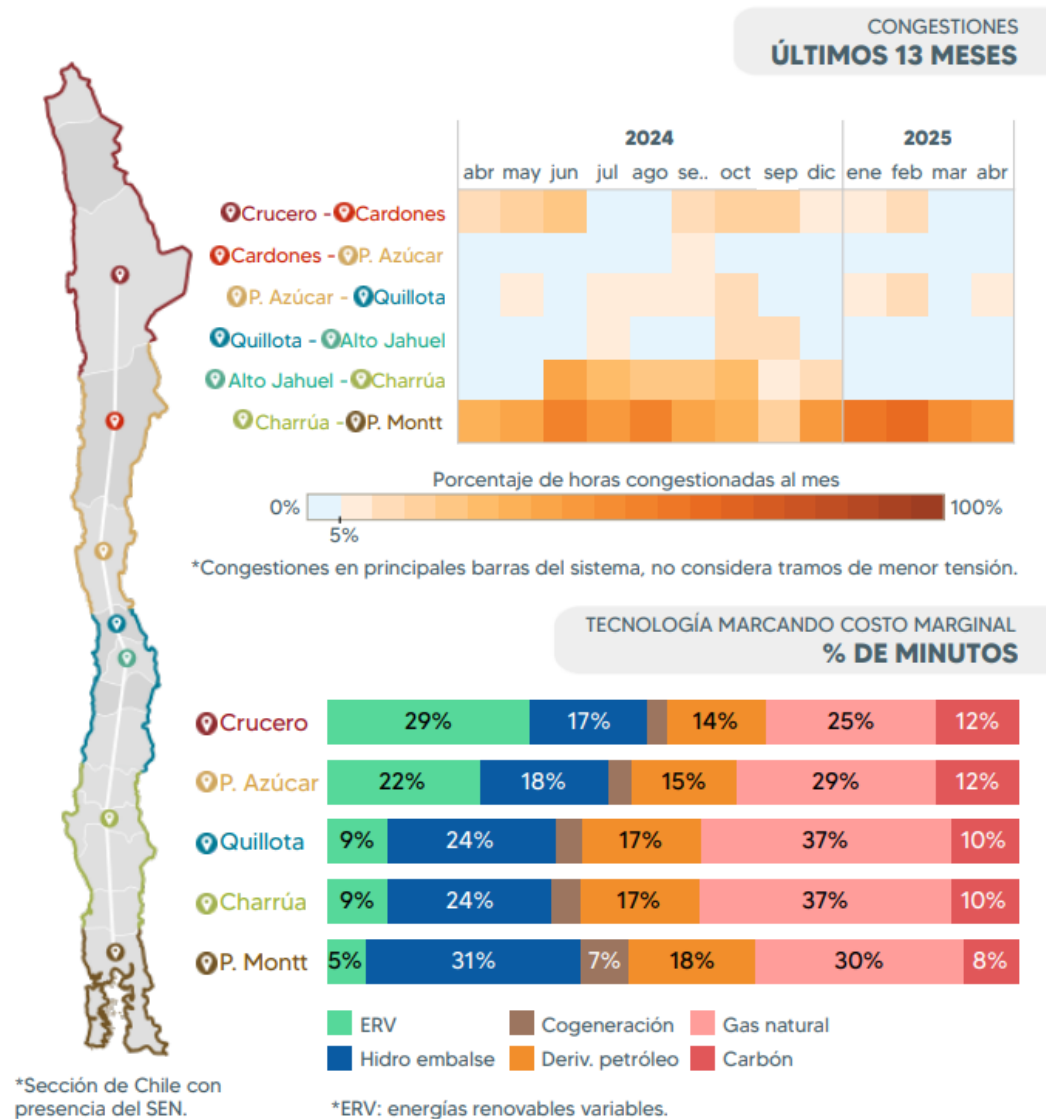 CONGESTIONES
ÚLTIMOS 13 MESES
2024 2025
abr may jun jul ago se.. oct sep dic ene feb mar abr
Crucero - Cardones
Cardones - P. Azúcar
P. Azúcar - Quillota
Quillota - Alto Jahuel
Alto Jahuel - Charrúa
Charrúa - P. Montt
Porcentaje de horas congestionadas al mes
0% 100%
5%
*Congestiones en principales barras del sistema, no considera tramos de menor tensión.
TECNOLOGÍA MARCANDO COSTO MARGINAL
% DE MINUTOS
Crucero 29% 17% 14% 25% 12%
P. Azúcar 22% 18% 15% 29% 12%
Quillota 9% 24% 17% 37% 10%
Charrúa 9% 24% 17% 37% 10%
P. Montt 5% 31% 7% 18% 30% 8%
ERV Cogeneración Gas natural
Hidro embalse Deriv. petróleo Carbón
*Sección de Chile con
presencia del SEN.
*ERV: energías renovables variables.